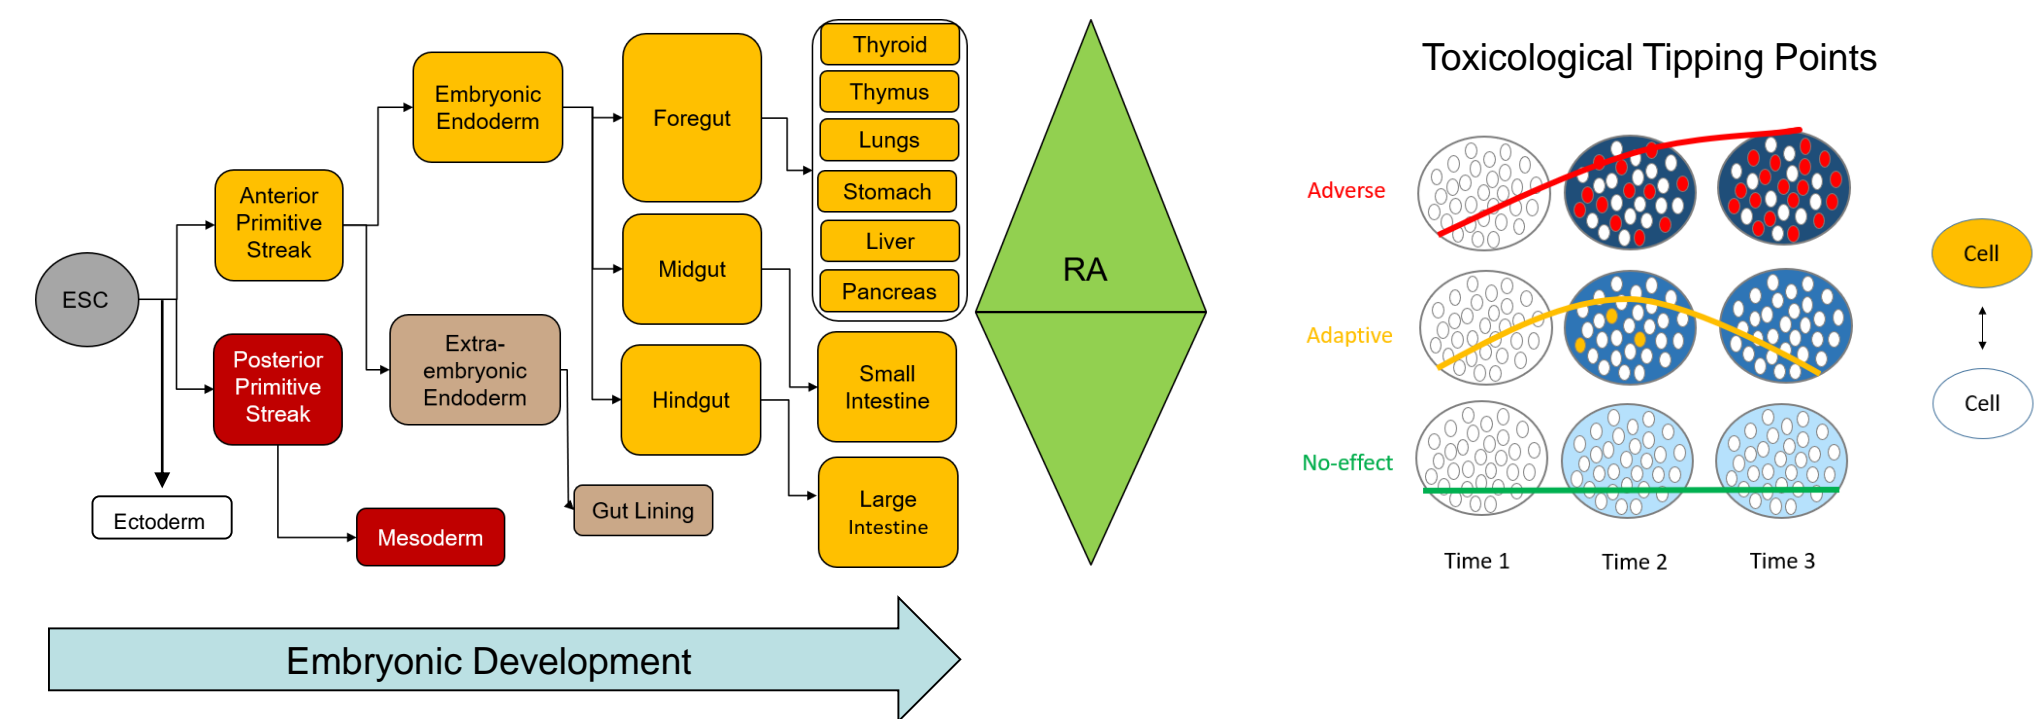 ESC
Anterior
Primitive
Streak
Posterior
Primitive
Streak
Ectoderm
Mesoderm
Embryonic
Endoderm
Extra-
embryonic
Endoderm
Gut Lining
Foregut
Midgut
Hindgut
Thyroid
Thymus
Lungs
Stomach
Liver
Pancreas
Small
Intestine
Large
Intestine
RA
Embryonic Development
Toxicological Tipping Points
Adverse
Adaptive
No-effect
Time 1
Time 2
Time 3
Cell
Cell